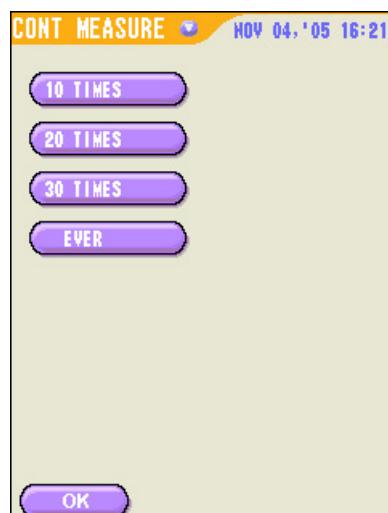 CONT MEASURE NOV 04,'05 16:21
10 TIMES
20 TIMES
30 TIMES
EVER
OK